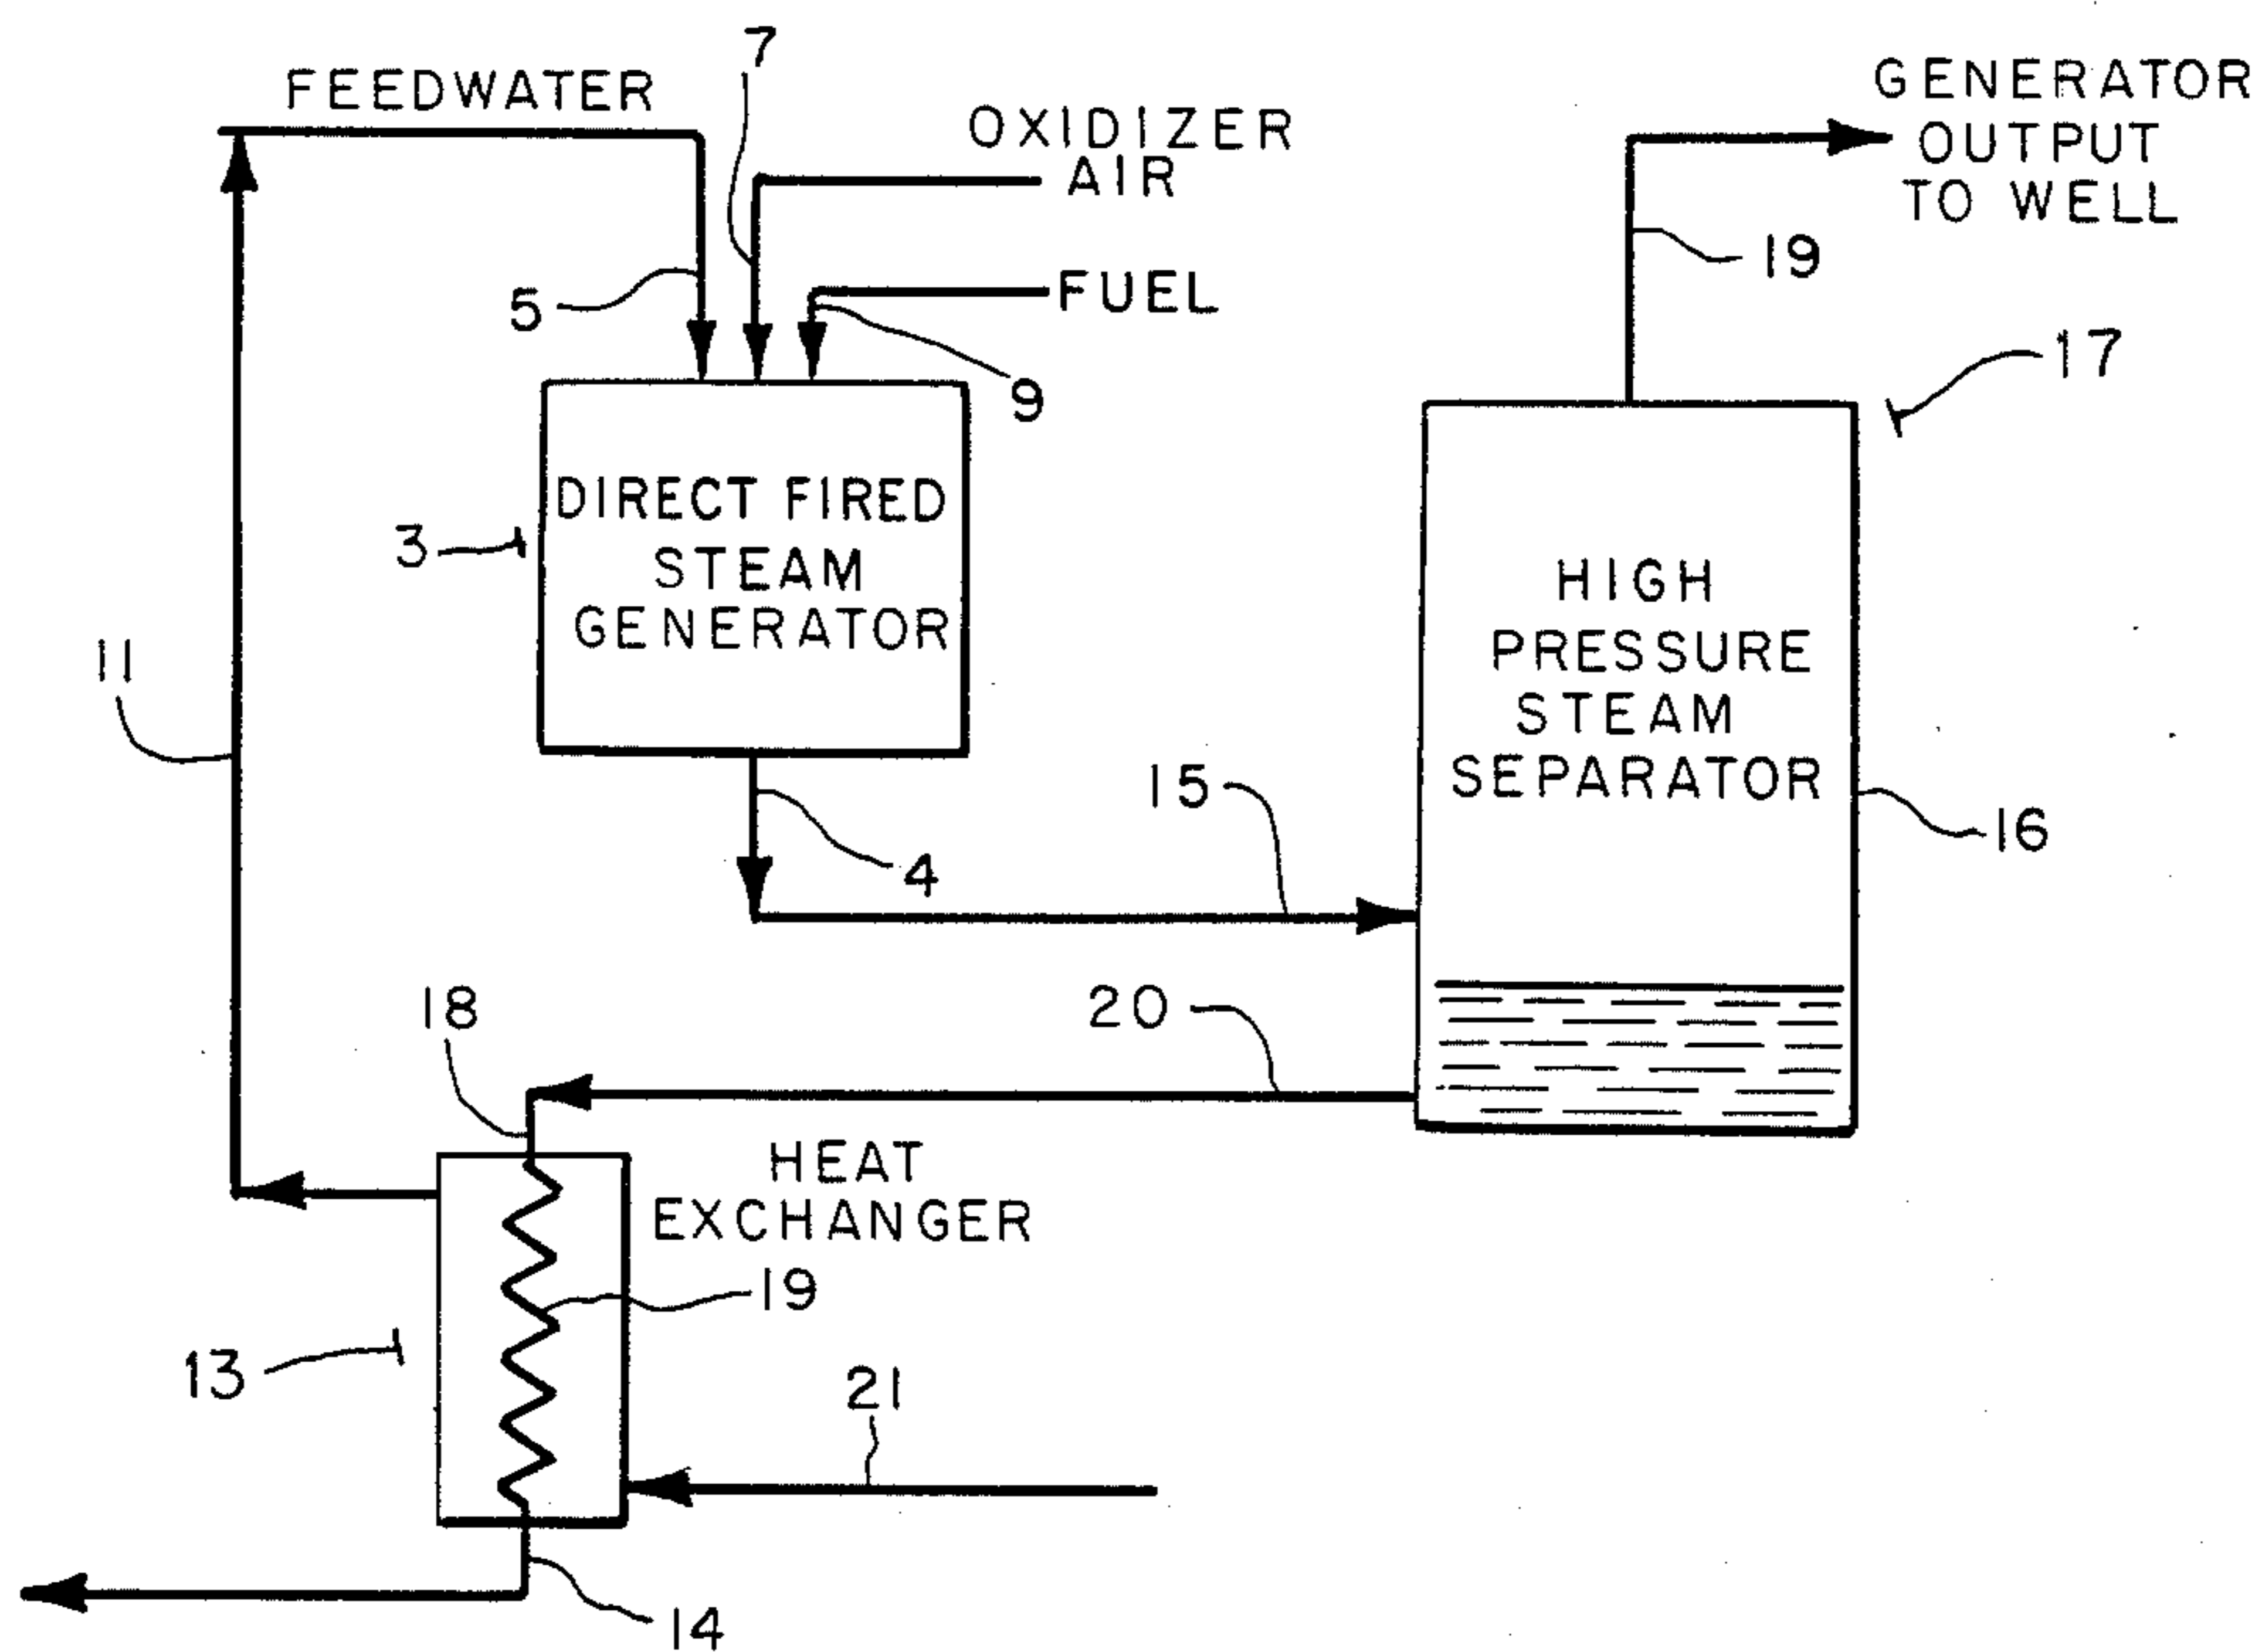 7
FEEDWATER
OXIDIZER
AIR
GENERATOR
OUTPUT
TO WELL
19
5
FUEL
9
17
DIRECT FIRED
STEAM
GENERATOR
3
HIGH
PRESSURE
STEAM
SEPARATOR
11
15
16
4
18
20
HEAT
EXCHANGER
19
13
21
14